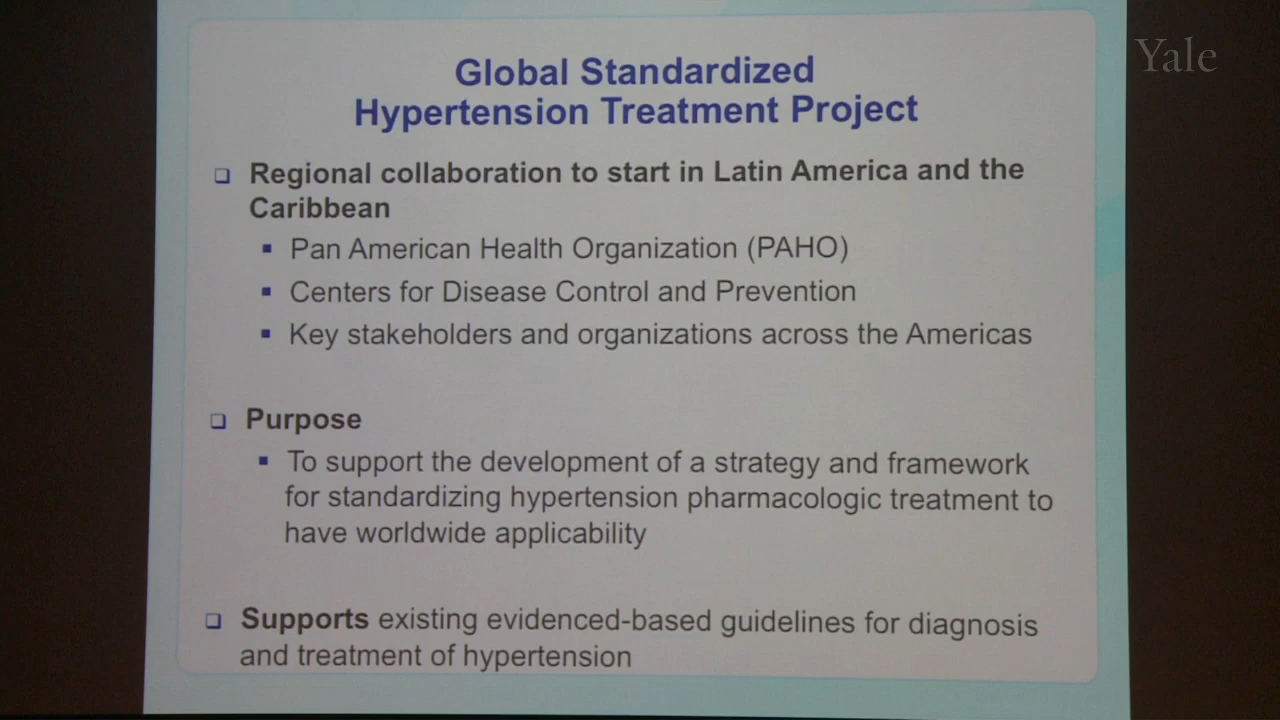 Yale
Global Standardized
Hypertension Treatment Project
Regional collaboration to start in Latin America and the
Caribbean
Pan American Health Organization (PAHO)
Centers for Disease Control and Prevention
Key stakeholders and organizations across the Americas
Purpose
To support the development of a strategy and framework
for standardizing hypertension pharmacologic treatment to
have worldwide applicability
Supports existing evidenced-based guidelines for diagnosis
and treatment of hypertension